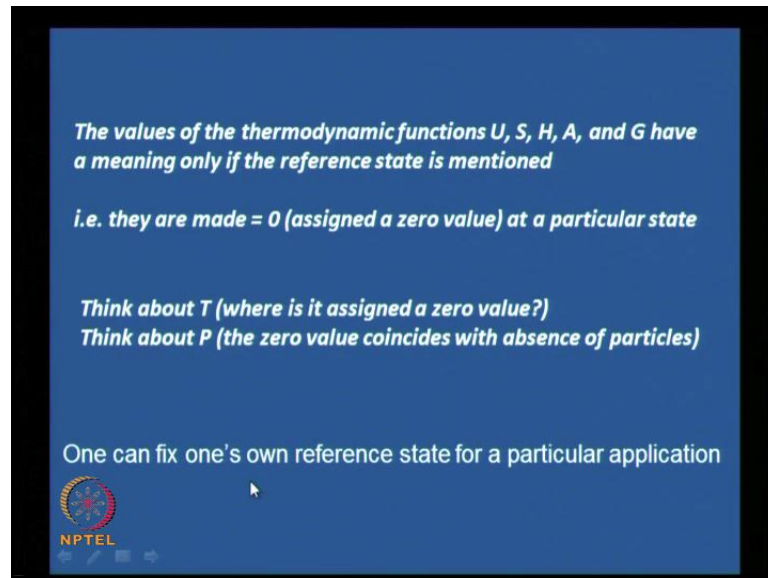 The values of the thermodynamic functions U, S, H, A, and G have
a meaning only if the reference state is mentioned
i.e. they are made = 0 (assigned a zero value) at a particular state
Think about T (where is it assigned a zero value?)
Think about P (the zero value coincides with absence of particles)
One can fix one's own reference state for a particular application
NPTEL